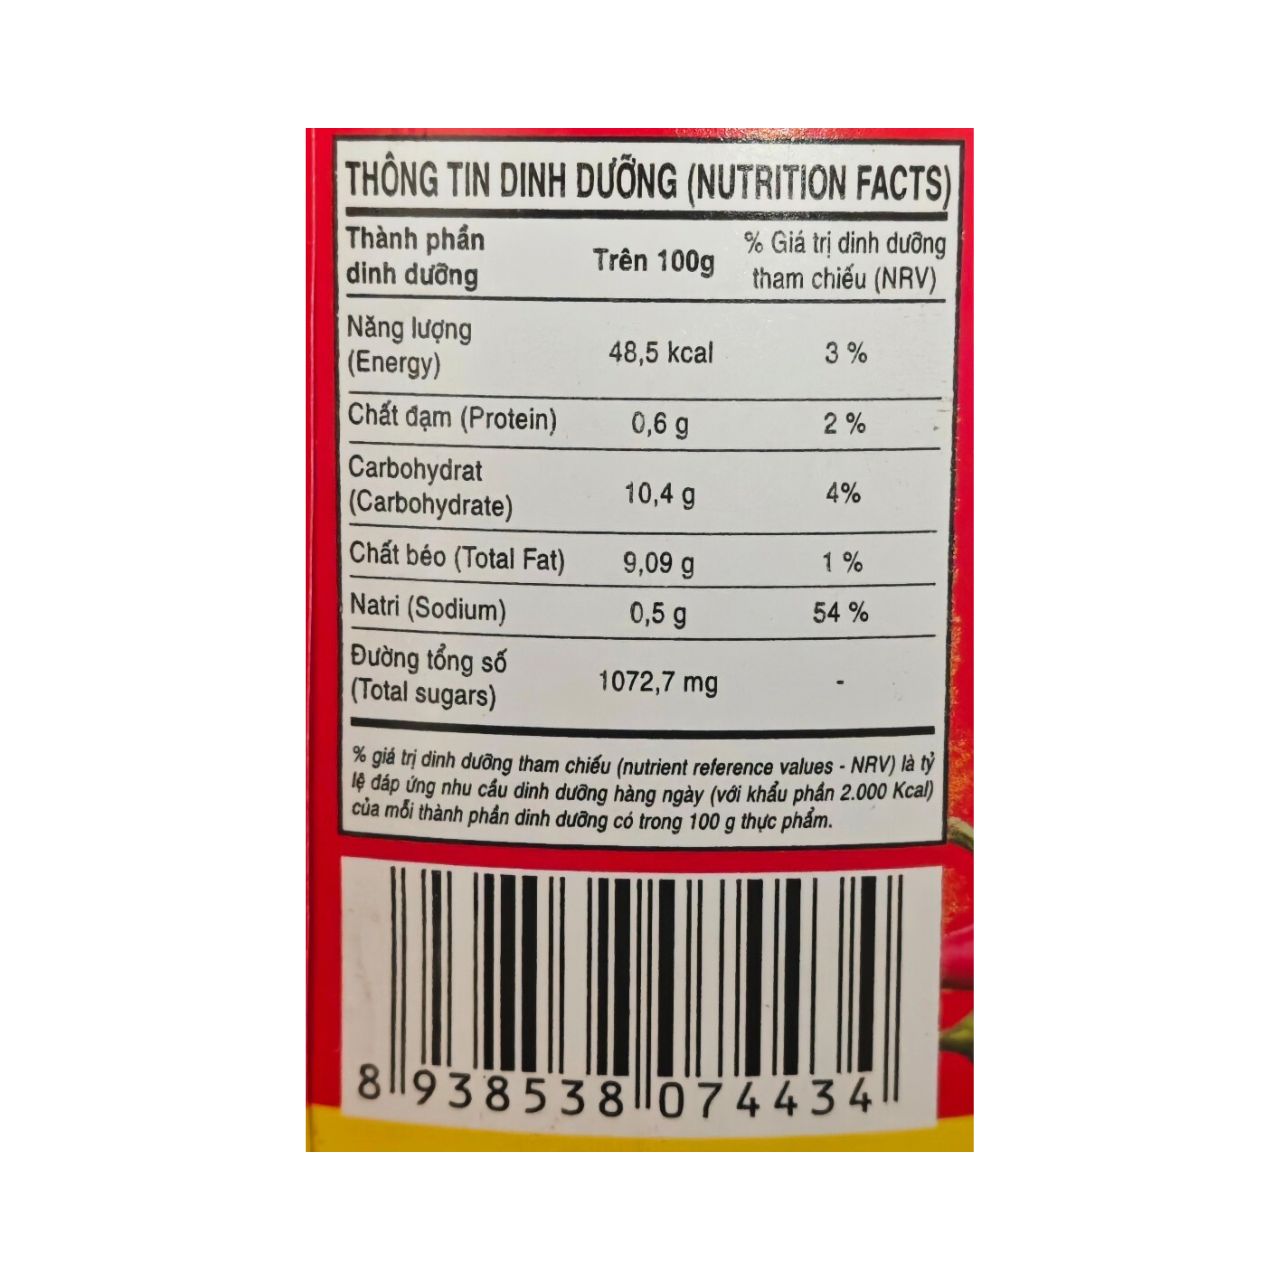 THÔNG TIN DINH DƯỠNG (NUTRITION FACTS)
Thành phần dinh dưỡng Trên 100g % Giá trị dinh dưỡng tham chiếu (NRV)
Năng lượng (Energy) 48,5 kcal 3 %
Chất đạm (Protein) 0,6 g 2 %
Carbohydrat (Carbohydrate) 10,4 g 4%
Chất béo (Total Fat) 9,09 g 1 %
Natri (Sodium) 0,5 g 54 %
Đường tổng số (Total sugars) 1072,7 mg -
% giá trị dinh dưỡng tham chiếu (nutrient reference values - NRV) là tỷ
lệ đáp ứng nhu cầu dinh dưỡng hàng ngày (với khẩu phần 2.000 Kcal)
của mỗi thành phần dinh dưỡng có trong 100 g thực phẩm.
8 938538 074434